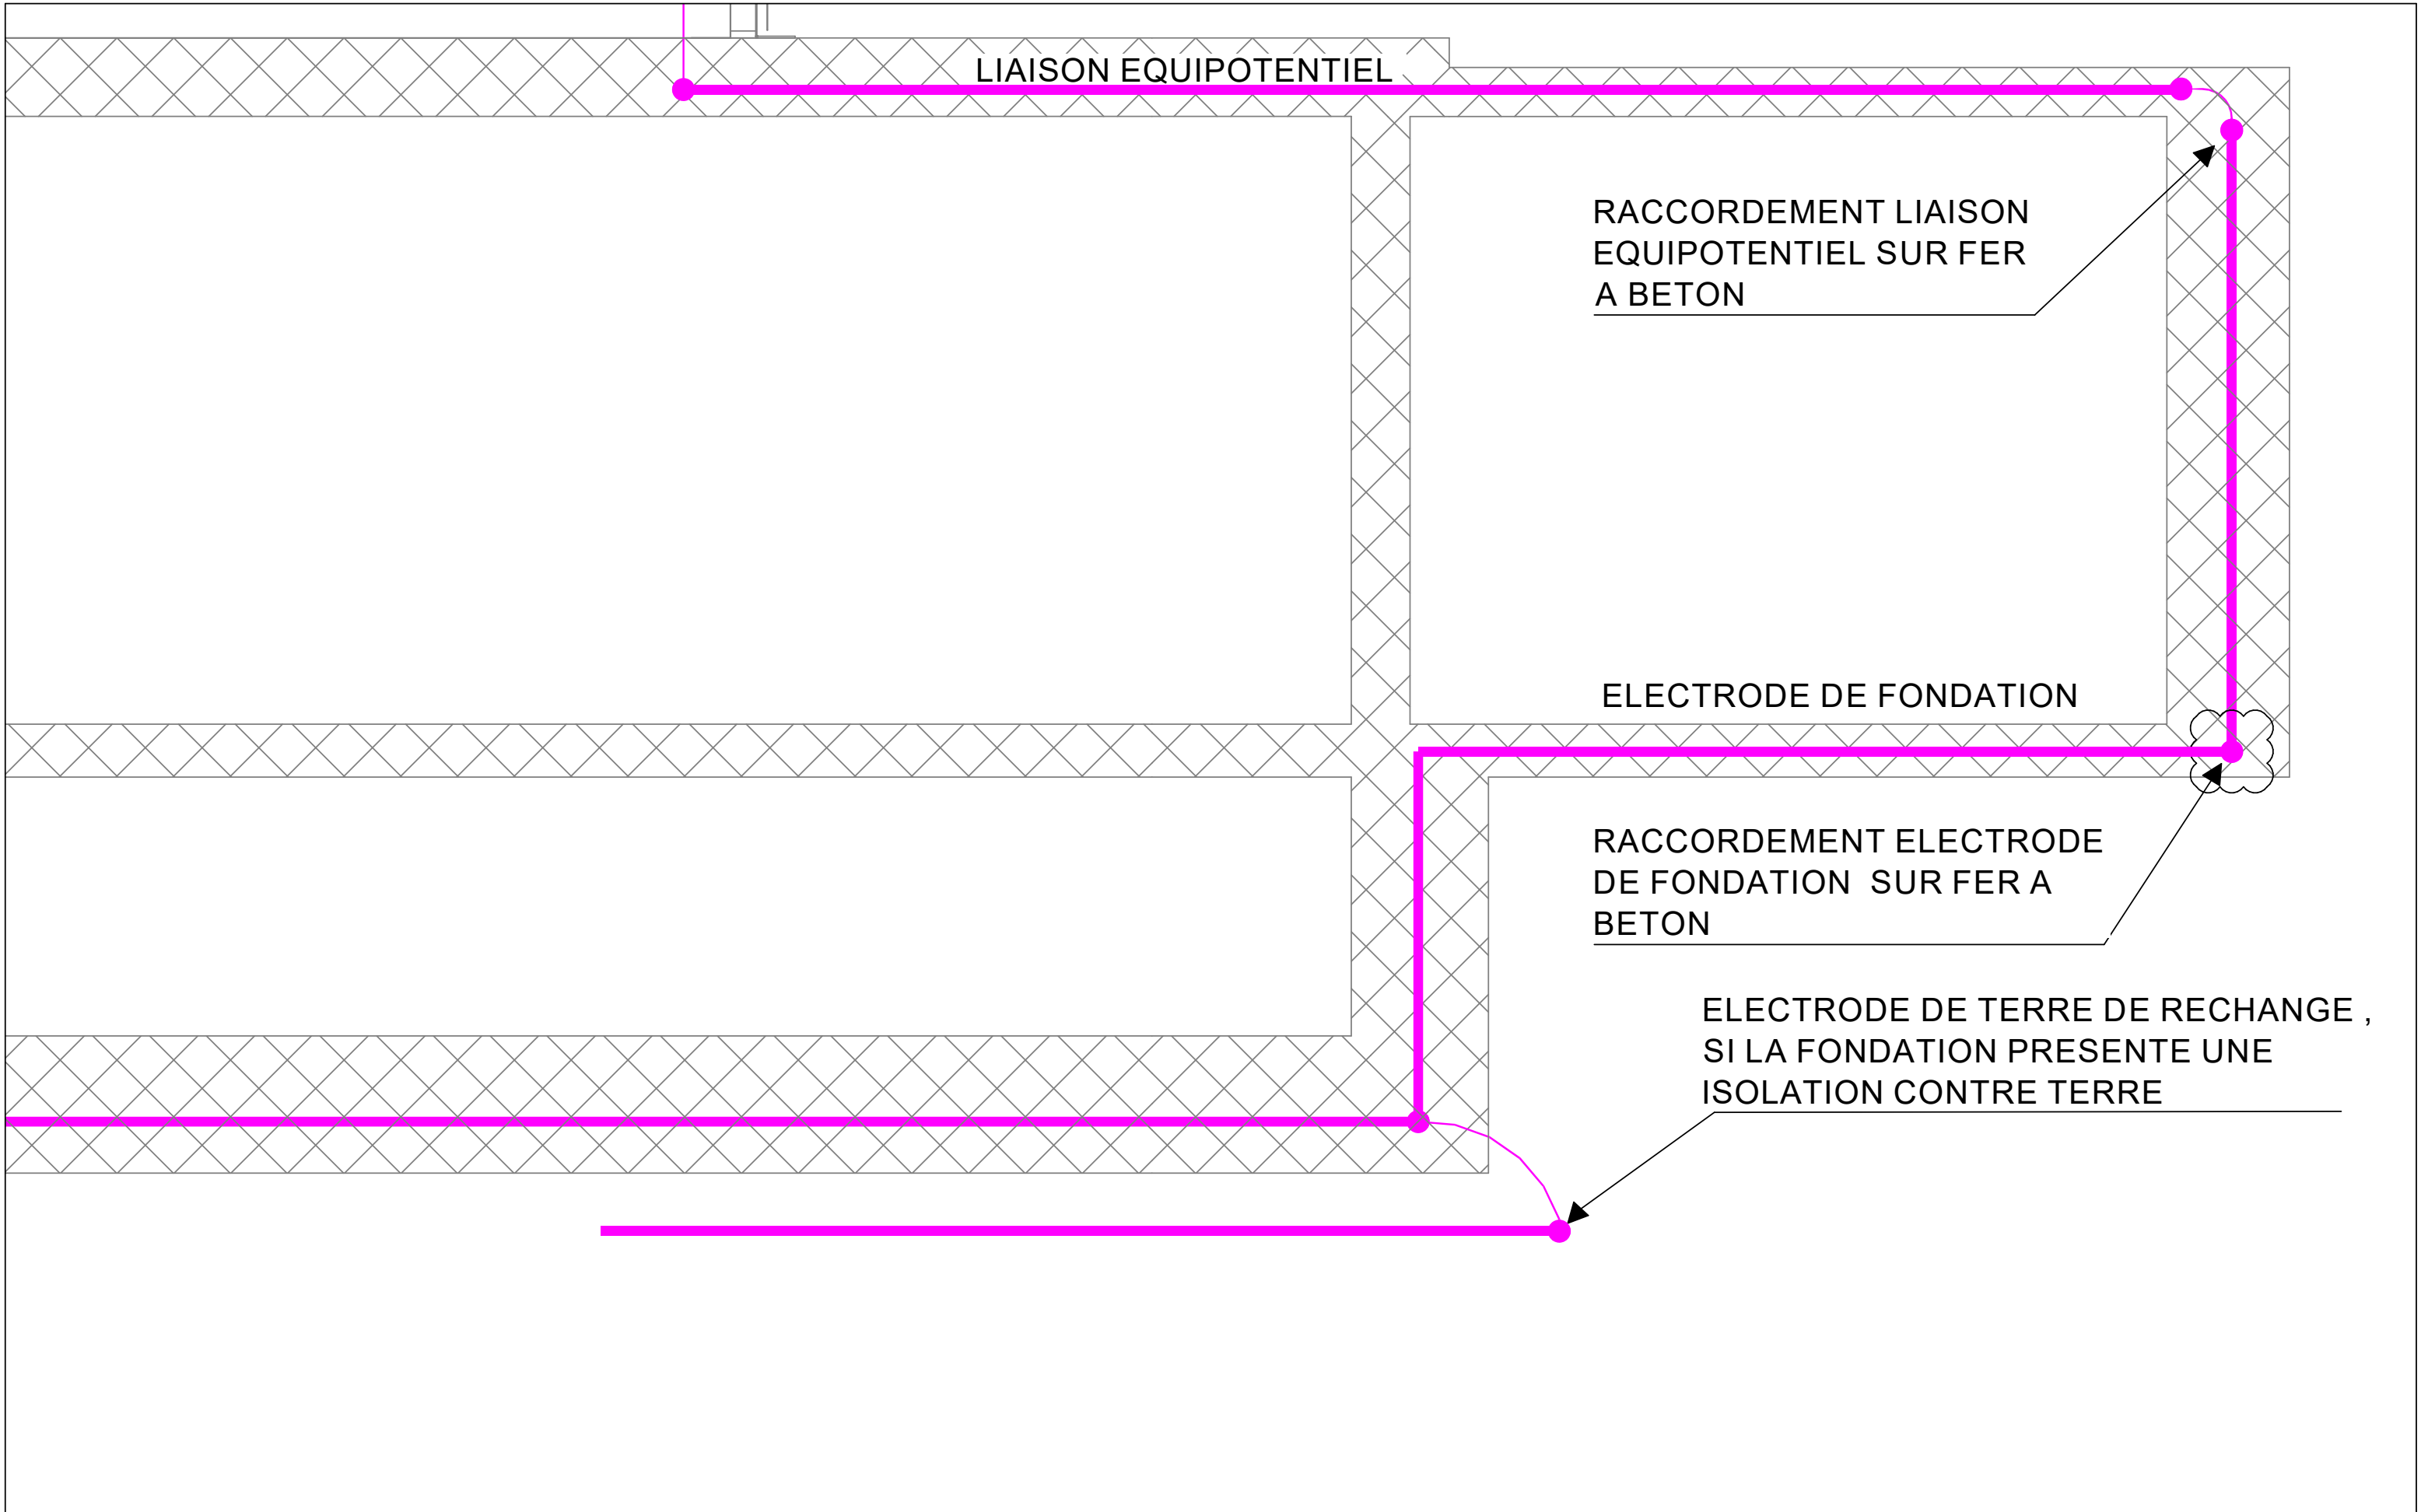 LIAISON EQUIPOTENTIEL
RACCORDEMENT LIAISON
EQUIPOTENTIEL SUR FER
A BETON
ELECTRODE DE FONDATION
RACCORDEMENT ELECTRODE
DE FONDATION  SUR FER A
BETON
ELECTRODE DE TERRE DE RECHANGE ,
SI LA FONDATION PRESENTE UNE
ISOLATION CONTRE TERRE